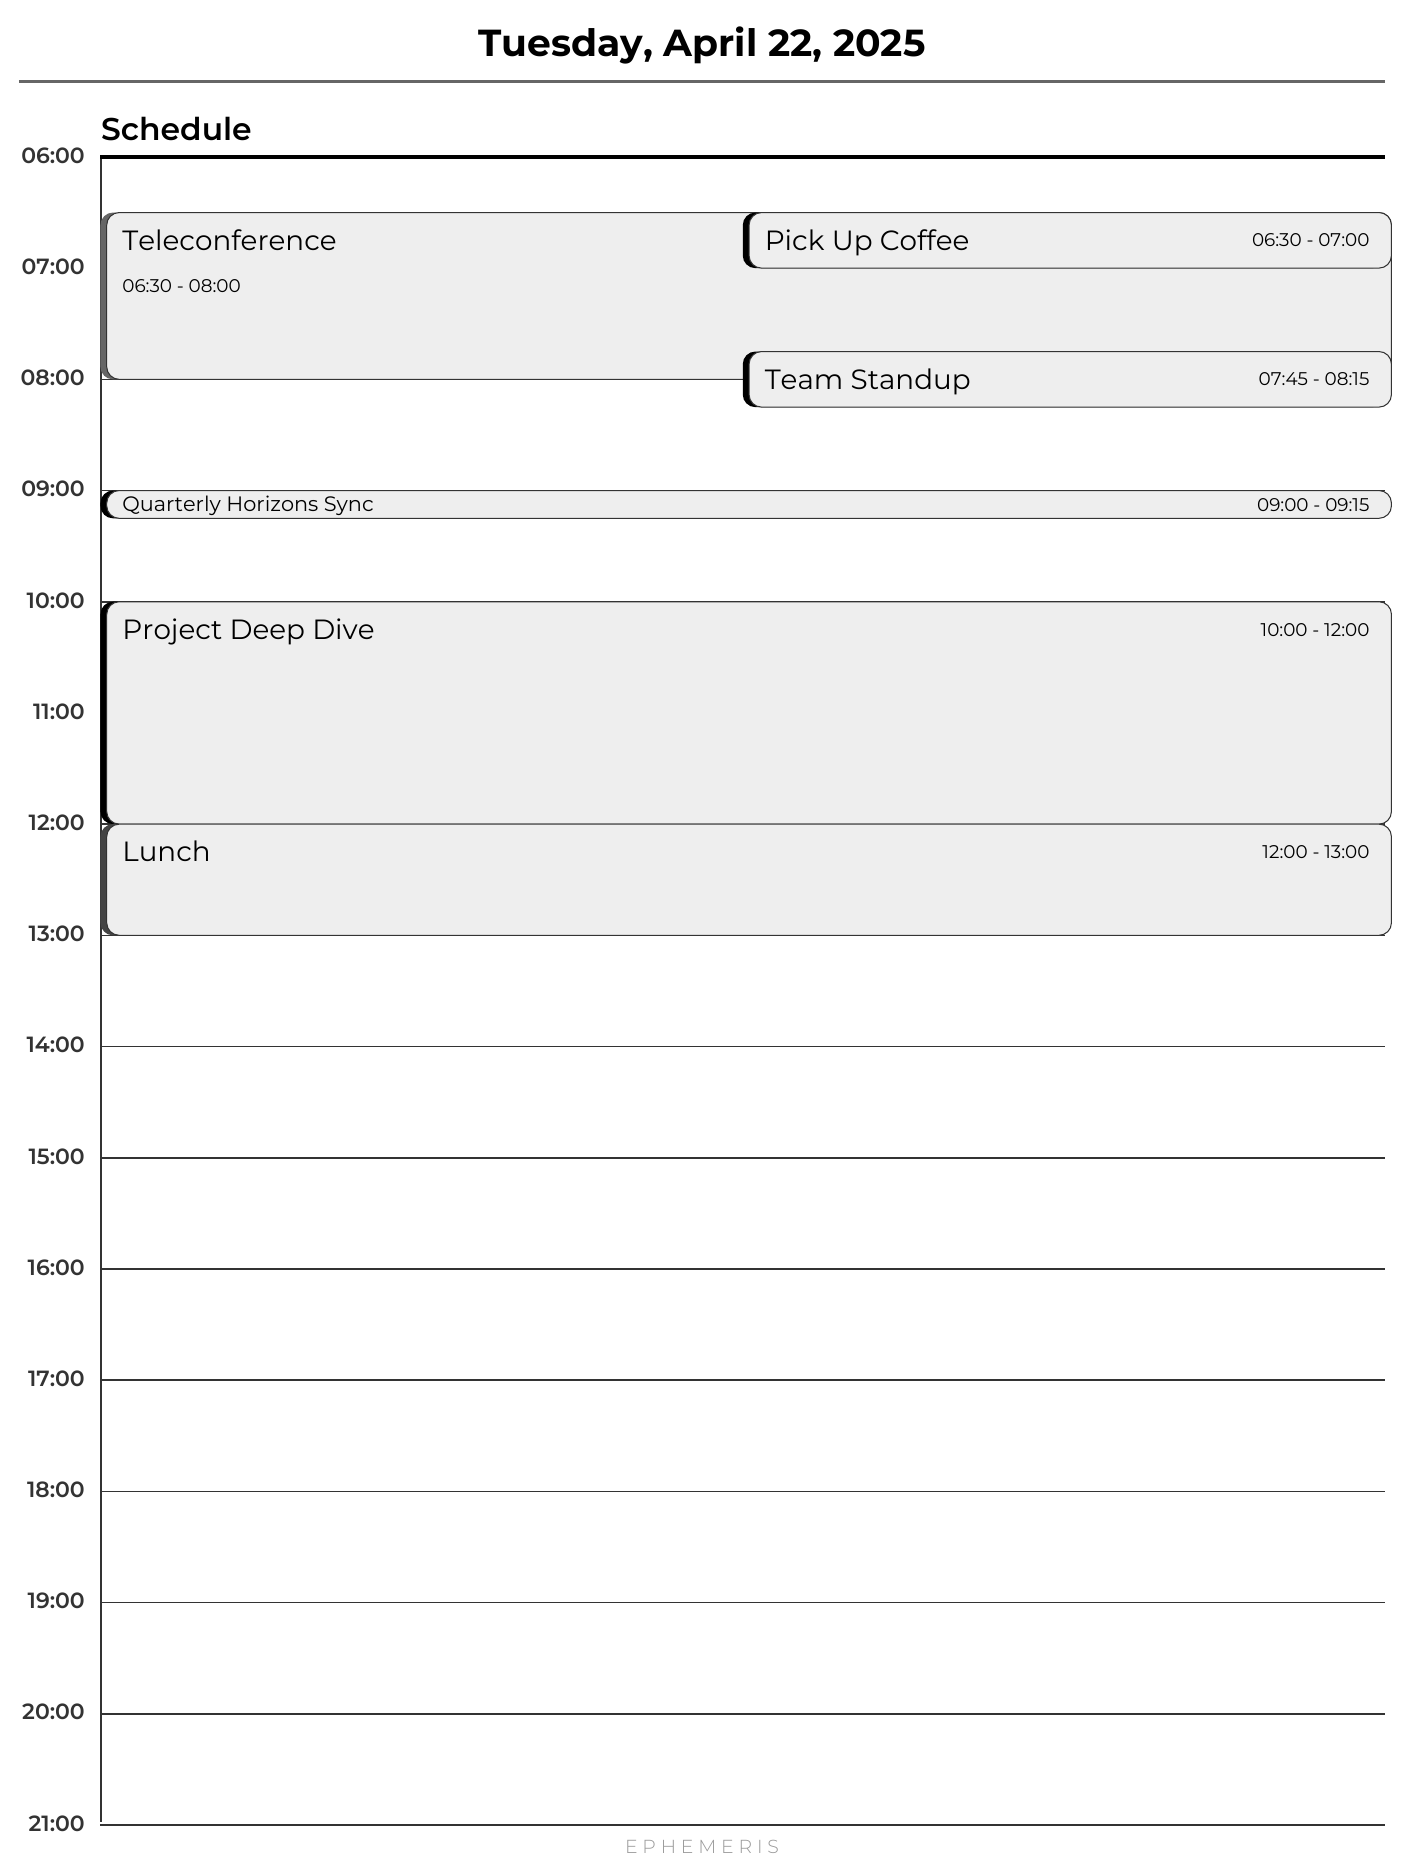 Tuesday, April 22, 2025
Schedule
06:00
Teleconference
Pick Up Coffee 06:30 - 07:00
07:00
06:30 - 08:00
08:00
Team Standup 07:45 - 08:15
09:00
Quarterly Horizons Sync 09:00 - 09:15
10:00
Project Deep Dive 10:00 - 12:00
11:00
12:00
Lunch 12:00 - 13:00
13:00
14:00
15:00
16:00
17:00
18:00
19:00
20:00
21:00
EPHEMERIS